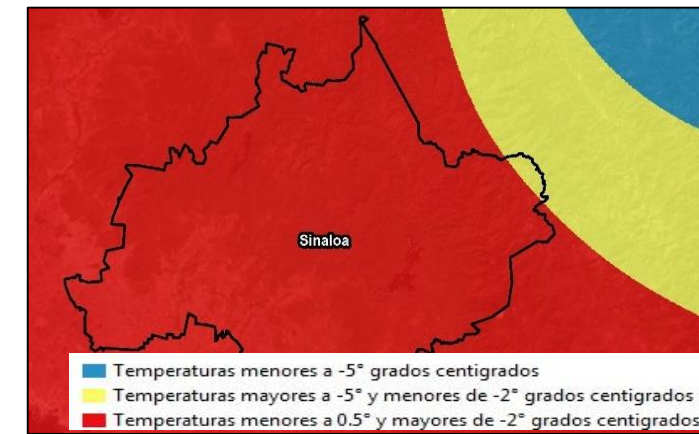 Sinaloa
Temperaturas menores a -5° grados centigrados
Temperaturas mayores a -5° y menores de -2° grados centigrados
Temperaturas menores a 0.5° y mayores de -2° grados centigrados